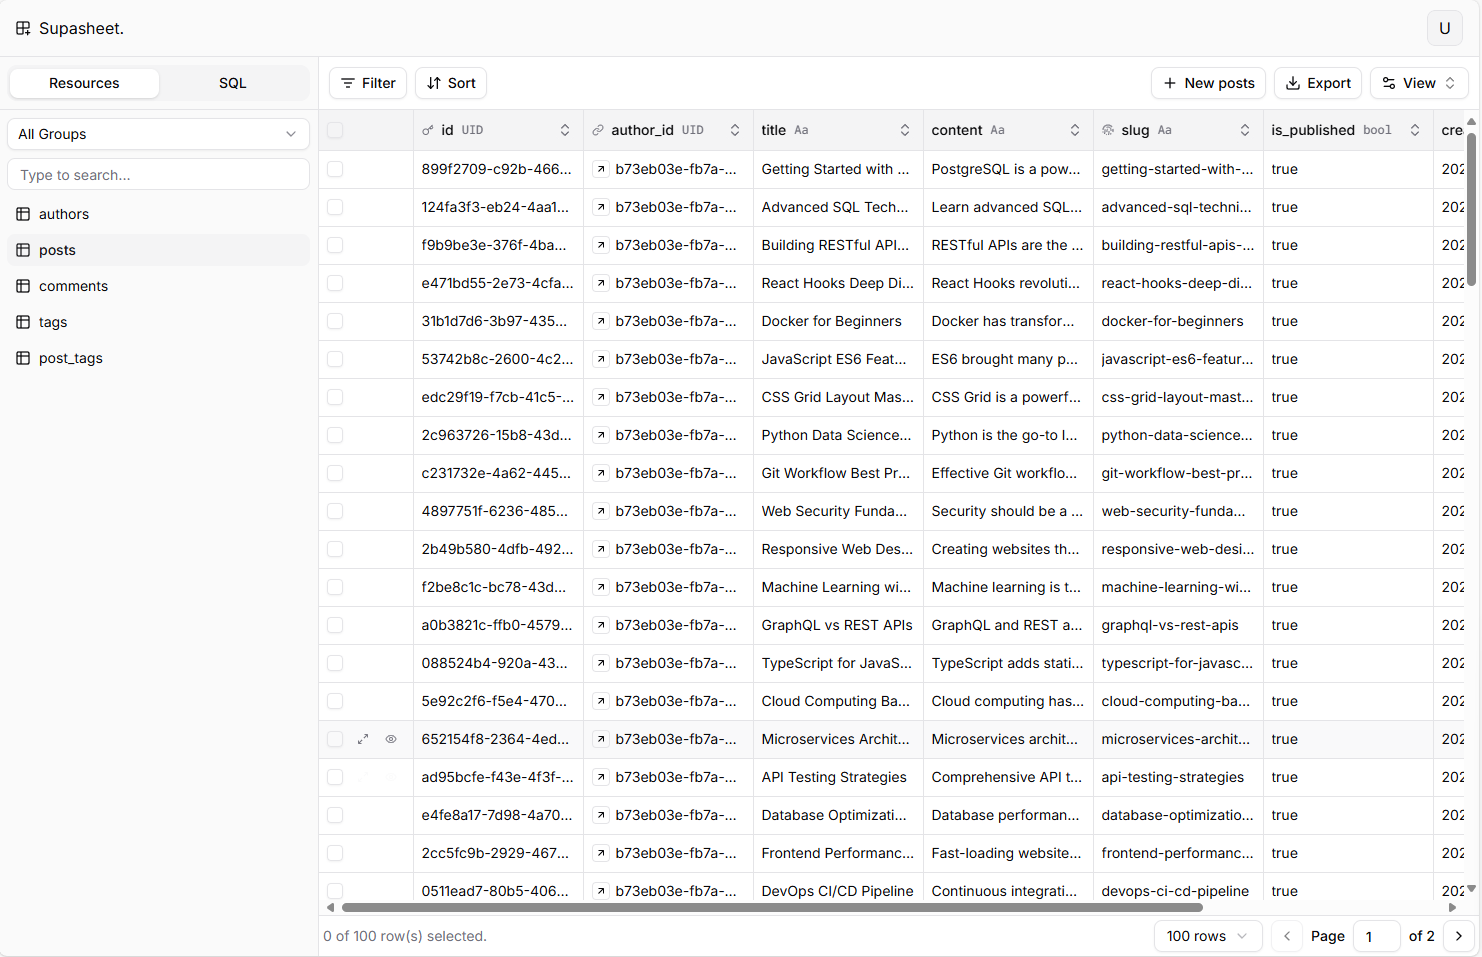 Supasheet.
U
Resources SQL
All Groups
Type to search...
authors
posts
comments
tags
post_tags
Filter Sort New posts Export View
id UID author_id UID title Aa content Aa slug Aa is_published bool cre
899f2709-c92b-466... b73eb03e-fb7a-... Getting Started with ... PostgreSQL is a pow... getting-started-with-... true 202
124fa3f3-eb24-4aa1... b73eb03e-fb7a-... Advanced SQL Tech... Learn advanced SQL... advanced-sql-techni... true 202
f9b9be3e-376f-4ba... b73eb03e-fb7a-... Building RESTful API... RESTful APIs are the ... building-restful-apis-... true 202
e471bd55-2e73-4cfa... b73eb03e-fb7a-... React Hooks Deep Di... React Hooks revoluti... react-hooks-deep-di... true 202
31b1d7d6-3b97-435... b73eb03e-fb7a-... Docker for Beginners Docker has transfor... docker-for-beginners true 202
53742b8c-2600-4c2... b73eb03e-fb7a-... JavaScript ES6 Feat... ES6 brought many p... javascript-es6-featur... true 202
edc29f19-f7cb-41c5-... b73eb03e-fb7a-... CSS Grid Layout Mas... CSS Grid is a powerf... css-grid-layout-mast... true 202
2c963726-15b8-43d... b73eb03e-fb7a-... Python Data Science... Python is the go-to l... python-data-science... true 202
c231732e-4a62-445... b73eb03e-fb7a-... Git Workflow Best Pr... Effective Git workflo... git-workflow-best-pr... true 202
4897751f-6236-485... b73eb03e-fb7a-... Web Security Funda... Security should be a ... web-security-funda... true 202
2b49b580-4dfb-492... b73eb03e-fb7a-... Responsive Web Des... Creating websites th... responsive-web-desi... true 202
f2be8c1c-bc78-43d... b73eb03e-fb7a-... Machine Learning wi... Machine learning is t... machine-learning-wi... true 202
a0b3821c-ffb0-4579... b73eb03e-fb7a-... GraphQL vs REST APIs GraphQL and REST a... graphql-vs-rest-apis true 202
088524b4-920a-43... b73eb03e-fb7a-... TypeScript for JavaS... TypeScript adds stati... typescript-for-javasc... true 202
5e92c2f6-f5e4-470... b73eb03e-fb7a-... Cloud Computing Ba... Cloud computing has... cloud-computing-ba... true 202
652154f8-2364-4ed... b73eb03e-fb7a-... Microservices Archit... Microservices archit... microservices-archit... true 202
ad95bcfe-f43e-4f3f-... b73eb03e-fb7a-... API Testing Strategies Comprehensive API t... api-testing-strategies true 202
e4fe8a17-7d98-4a70... b73eb03e-fb7a-... Database Optimizati... Database performan... database-optimizatio... true 202
2cc5fc9b-2929-467... b73eb03e-fb7a-... Frontend Performanc... Fast-loading website... frontend-performanc... true 202
0511ead7-80b5-406... b73eb03e-fb7a-... DevOps CI/CD Pipeline Continuous integrati... devops-ci-cd-pipeline true 202
0 of 100 row(s) selected. 100 rows Page 1 of 2